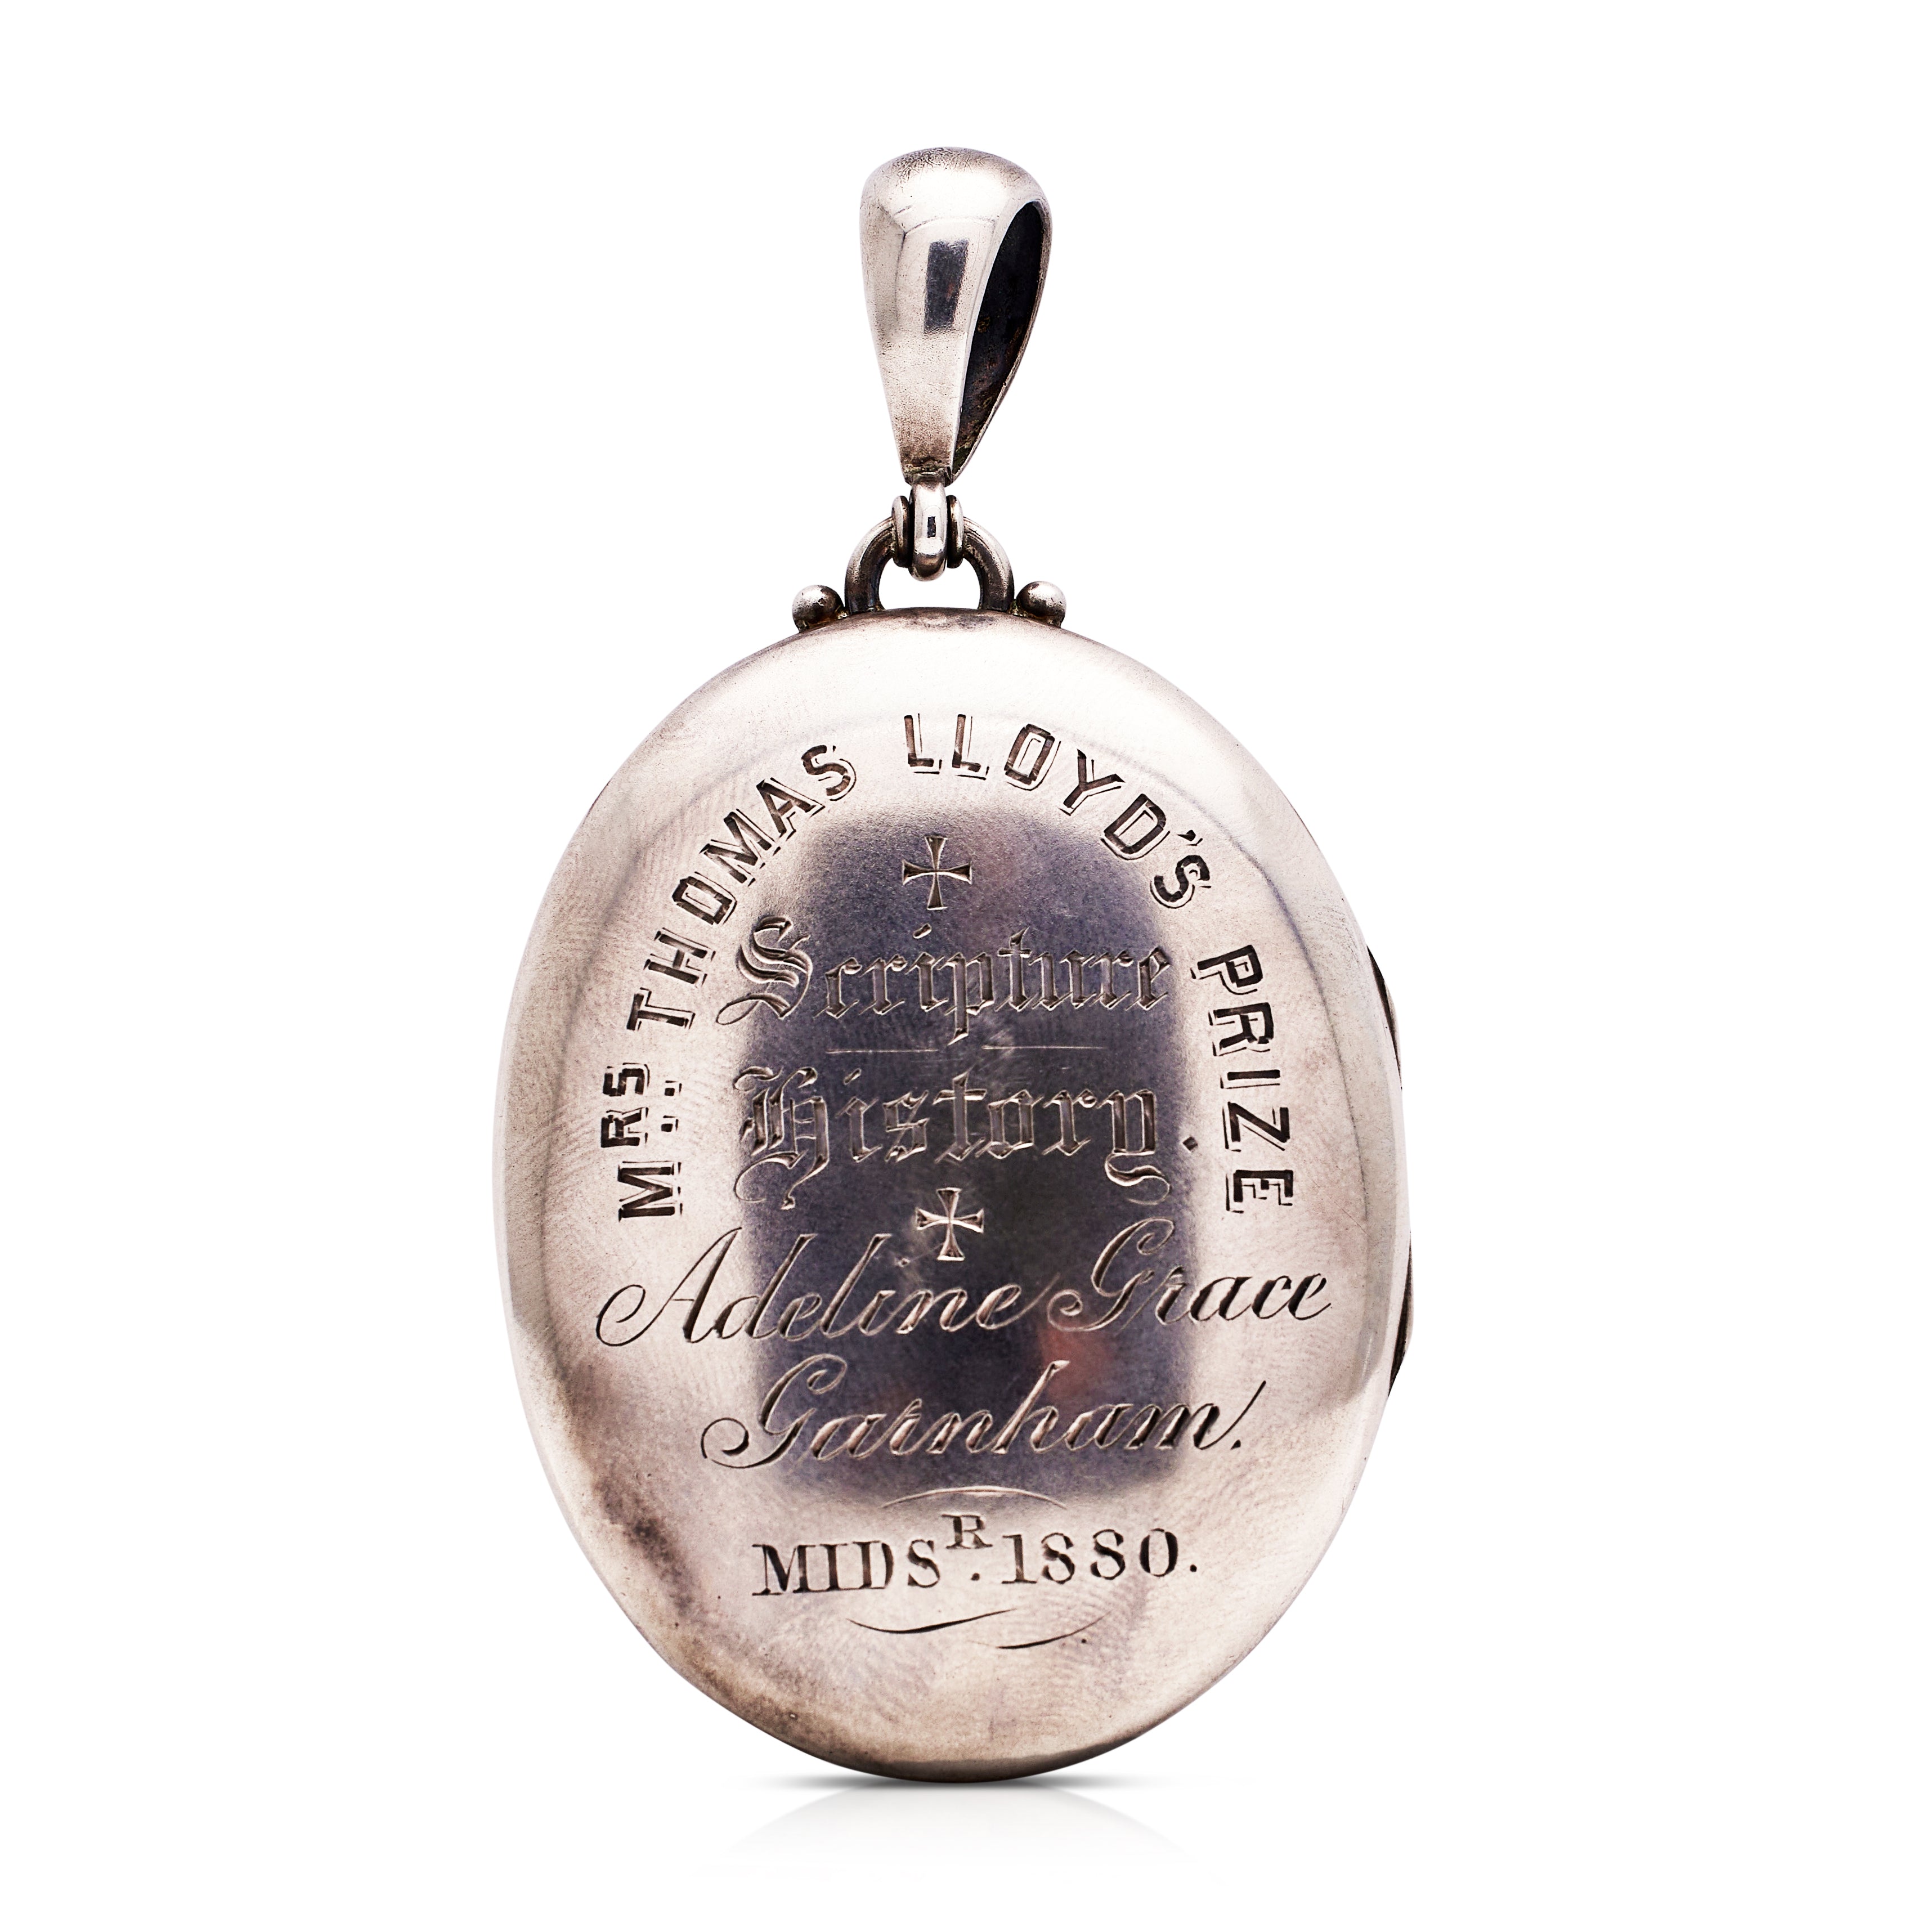 MRS THOMAS LLOYD'S PRIZE
Scripture
History.
Adeline Grace
Garnham.
MIDSR. 1880.